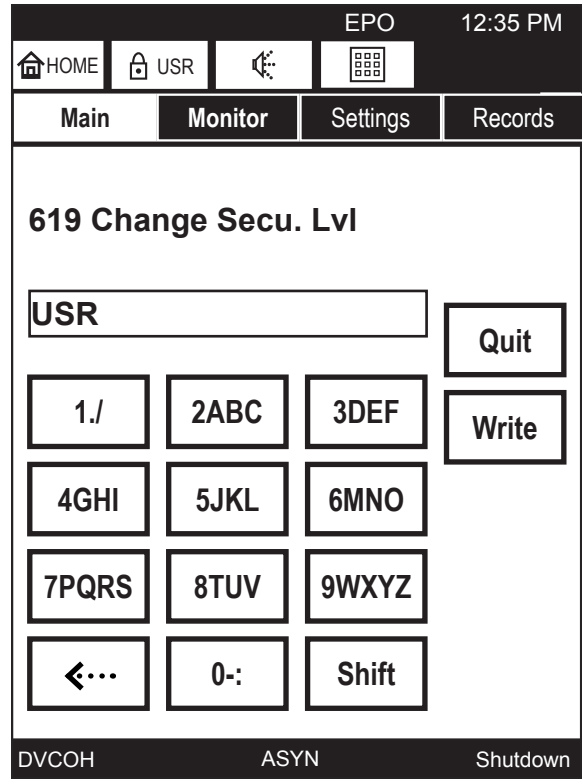 EPO 12:35 PM
HOME USR
Main Monitor Settings Records
619 Change Secu. Lvl
USR
Quit
1./ 2ABC 3DEF
Write
4GHI 5JKL 6MNO
7PQRS 8TUV 9WXYZ
0-: Shift
DVCOH ASYN Shutdown